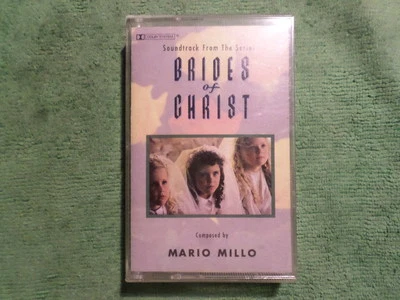 Soundtrack From The Series
BRIDES
of
CHRIST
Composed by
MARIO MILLO